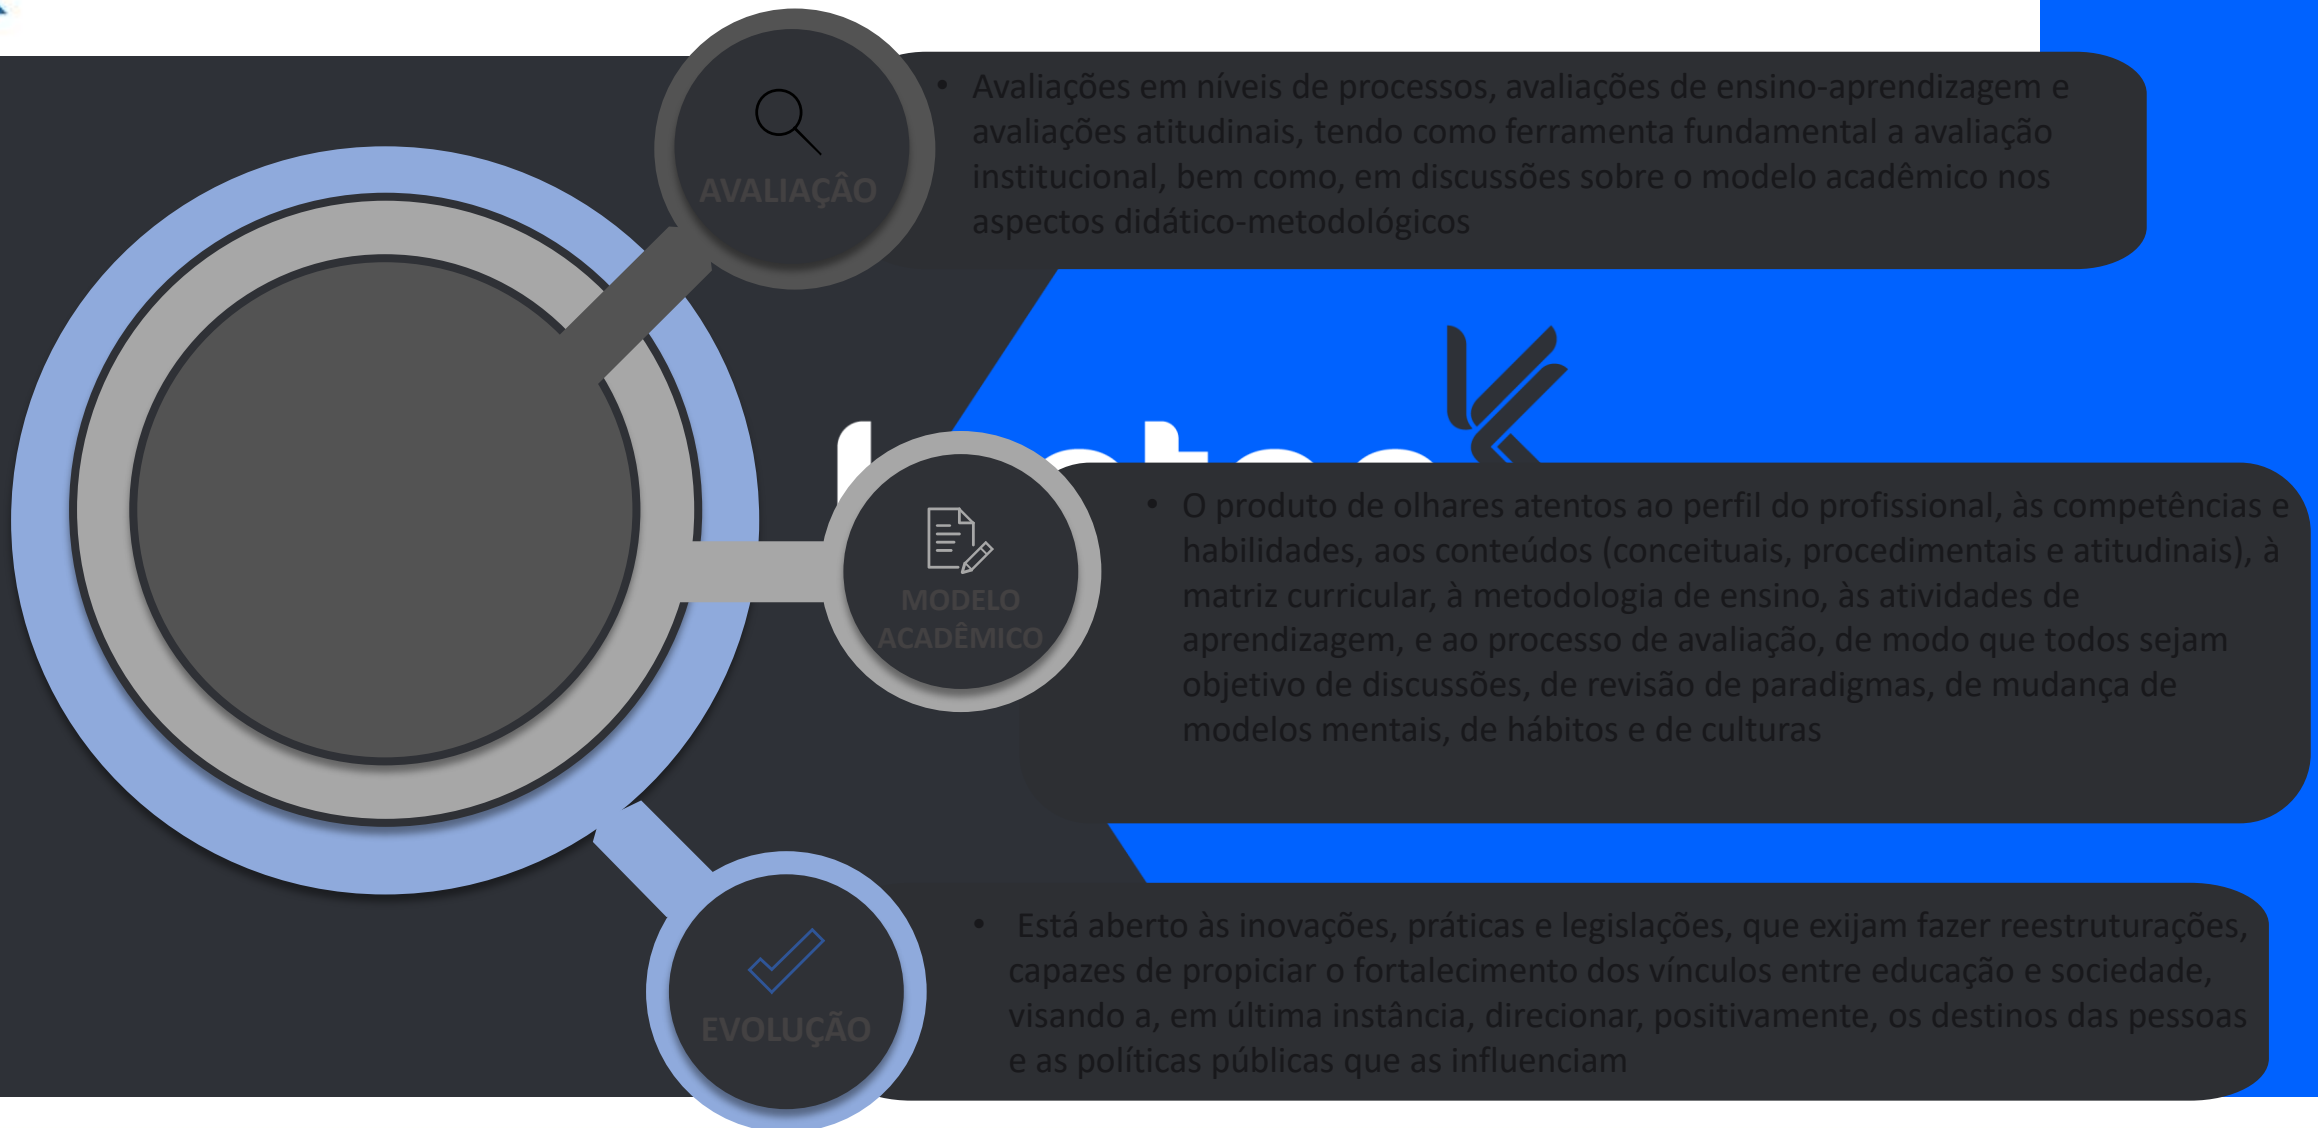 AVALIAÇÂO
• Avaliações em níveis de processos, avaliações de ensino-aprendizagem e
avaliações atitudinais, tendo como ferramenta fundamental a avaliação
institucional, bem como, em discussões sobre o modelo acadêmico nos
aspectos didático-metodológicos
MODELO
ACADÊMICO
• O produto de olhares atentos ao perfil do profissional, às competências e
habilidades, aos conteúdos (conceituais, procedimentais e atitudinais), à
matriz curricular, à metodologia de ensino, às atividades de
aprendizagem, e ao processo de avaliação, de modo que todos sejam
objetivo de discussões, de revisão de paradigmas, de mudança de
modelos mentais, de hábitos e de culturas
EVOLUÇÃO
• Está aberto às inovações, práticas e legislações, que exijam fazer reestruturações,
capazes de propiciar o fortalecimento dos vínculos entre educação e sociedade,
visando a, em última instância, direcionar, positivamente, os destinos das pessoas
e as políticas públicas que as influenciam